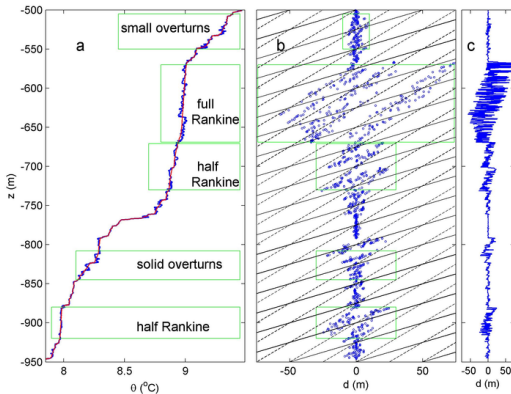 -500
-550
-600
-650
-700
-750
-800
-850
-900
-950
z (m)
a
small overturns
full
Rankine
half
Rankine
solid overturns
half Rankine
8
8.5
9
θ (⁰C)
b
-50
0
50
d (m)
c
-50
0
50
d (m)